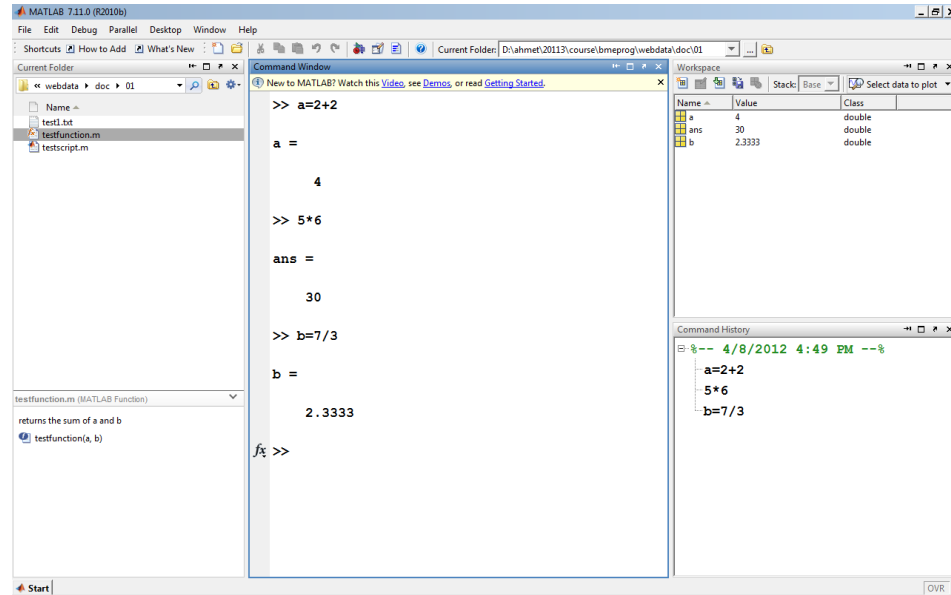 MATLAB 7.11.0 (R2010b)
File Edit Debug Parallel Desktop Window Help
Shortcuts How to Add What's New Current Folder: D:\ahmet\20113\course\bmeprog\webdata\doc\01 ...
Current Folder
« webdata doc 01
Name
test1.txt
testfunction.m
testscript.m
testfunction.m (MATLAB Function)
returns the sum of a and b
testfunction(a, b)
Command Window
New to MATLAB? Watch this Video, see Demos, or read Getting Started.
>> a=2+2
a =
4
>> 5*6
ans =
30
>> b=7/3
b =
2.3333
fx >>
Workspace
Stack: Base Select data to plot
Name Value Class
a 4 double
ans 30 double
b 2.3333 double
Command History
%-- 4/8/2012 4:49 PM --%
a=2+2
5*6
b=7/3
Start
OVR